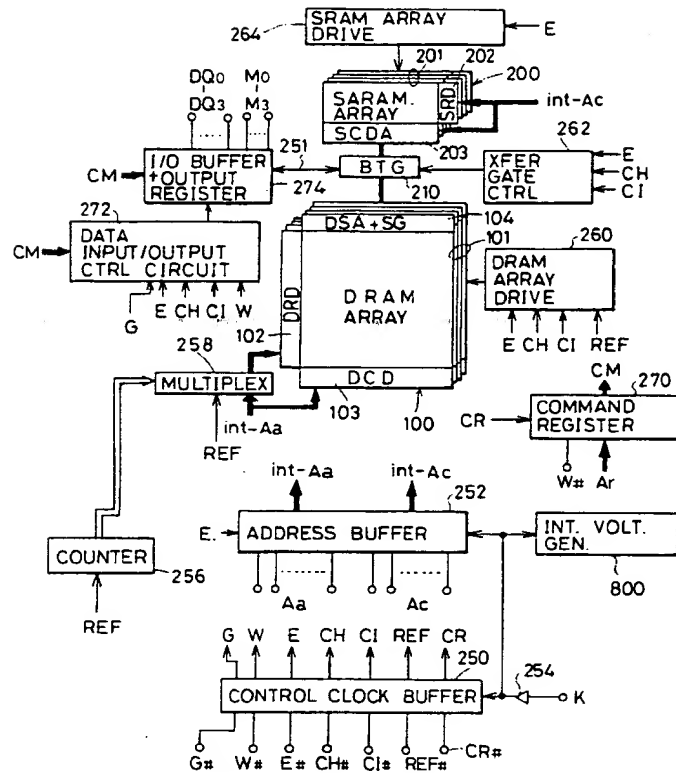 264
SRAM ARRAY
DRIVE
E
201 202
200
SARAM.
ARRAY
SRD
SCDA
203
int-Ac
DQ0
DQ3
M0
M3
CM
I/O BUFFER
+OUTPUT
REGISTER
274
251
BTG
210
262
XFER
GATE
CTRL
E
CH
CI
272
CM
DATA
INPUT/OUTPUT
CTRL CIRCUIT
G
E CH CI W
DSA+SG
104
101
DRD
102
DRAM
ARRAY
DCD
103
100
260
DRAM
ARRAY
DRIVE
E CH CI REF
258
MULTIPLEX
int-Aa
REF
CM
270
CR
COMMAND
REGISTER
W# Ar
int-Aa int-Ac
252
E.
ADDRESS BUFFER
Aa Ac
INT. VOLT.
GEN.
800
COUNTER
256
REF
G W E CH CI REF CR
250
254
CONTROL CLOCK BUFFER
K
G# W# E# CH# CI# REF# CR#